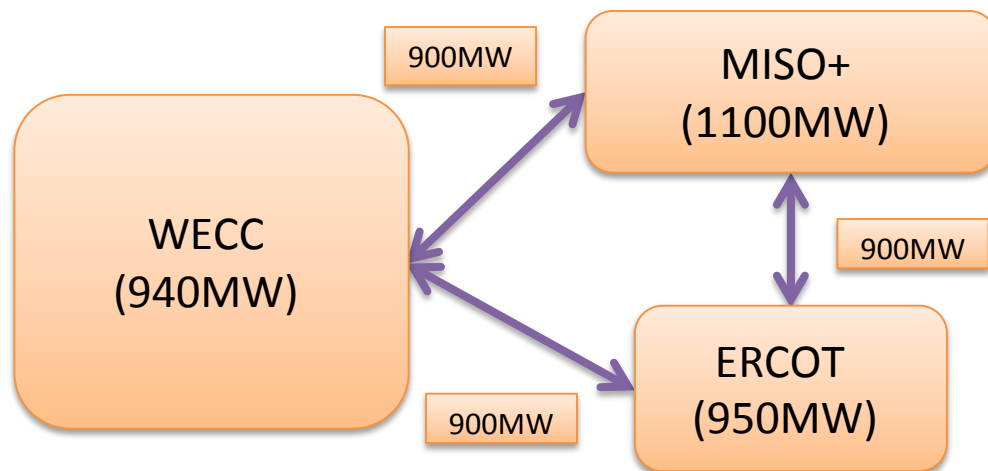 900MW
MISO+
(1100MW)
WECC
(940MW)
900MW
ERCOT
(950MW)
900MW